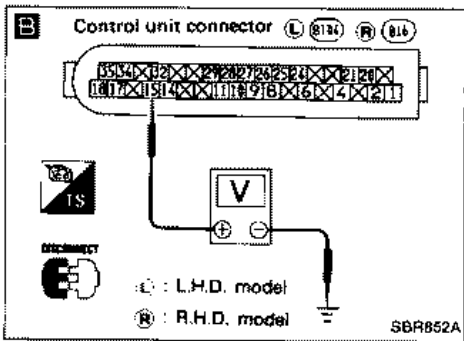 B Control unit connector L R
35 34 32 29 28 27 26 25 24 21 20
18 17 15 14 11 10 9 8 6 4 2 1
V
+ −
T.S.
DISCONNECT
L : L.H.D. model
R : R.H.D. model
SBR852A